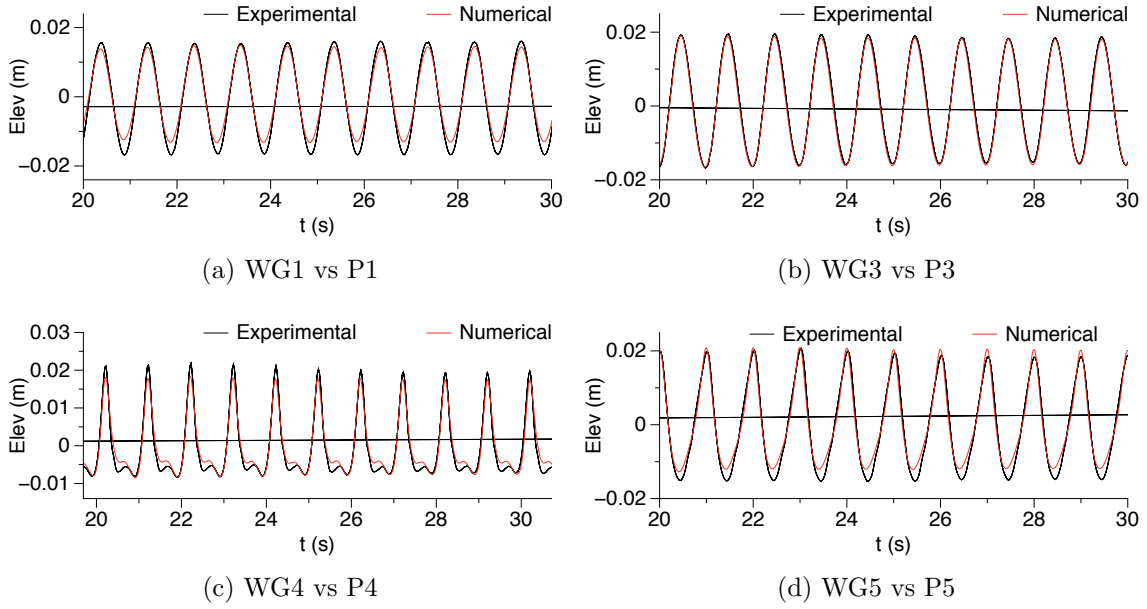 Experimental Numerical
0.02
0
−0.02
Elev (m)
20 22 24 26 28 30
t (s)
(a) WG1 vs P1
Experimental Numerical
0.02
0
−0.02
Elev (m)
20 22 24 26 28 30
t (s)
(b) WG3 vs P3
Experimental Numerical
0.03
0.02
0.01
0
−0.01
Elev (m)
20 22 24 26 28 30
t (s)
(c) WG4 vs P4
Experimental Numerical
0.02
0
−0.02
Elev (m)
20 22 24 26 28 30
t (s)
(d) WG5 vs P5